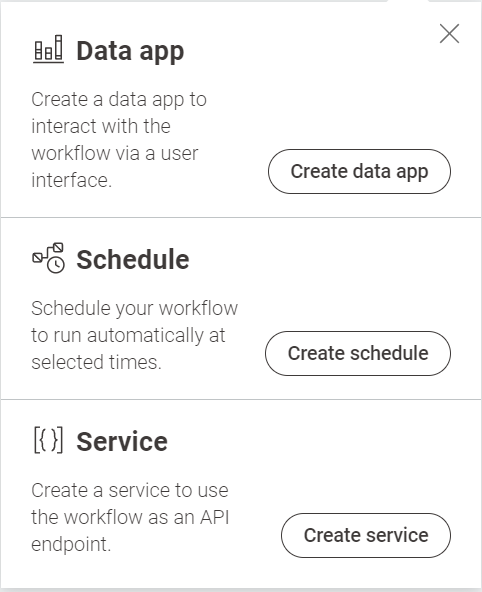 Data app
Create a data app to
interact with the
workflow via a user
interface.
Create data app
Schedule
Schedule your workflow
to run automatically at
selected times.
Create schedule
Service
Create a service to use
the workflow as an API
endpoint.
Create service